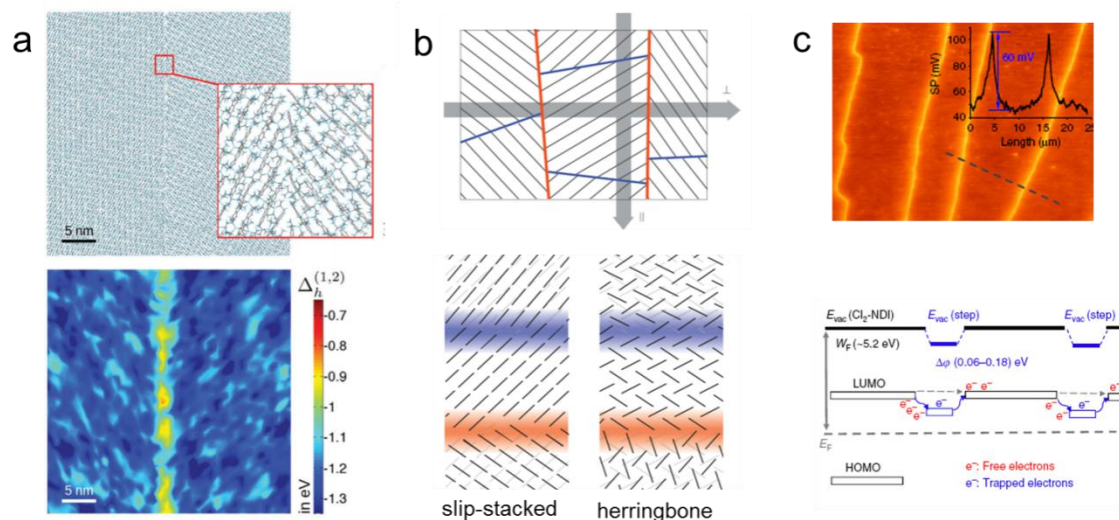 a
5 nm
Δh(1,2)
0.7
-0.8
-0.9
-1
-1.1
-1.2
-1.3
in eV
5 nm
b
⊥
||
slip-stacked
herringbone
c
SP (mV)
100
80
60
40
60 mV
0
5
10
15
20
25
Length (μm)
Evac (Cl2-NDI)
Evac (step)
Evac (step)
WF (~5.2 eV)
Δφ (0.06–0.18) eV
LUMO
e-
e- e-
e-
e-
e- e-
e-
e-
e-
e-
EF
HOMO
e-: Free electrons
e-: Trapped electrons